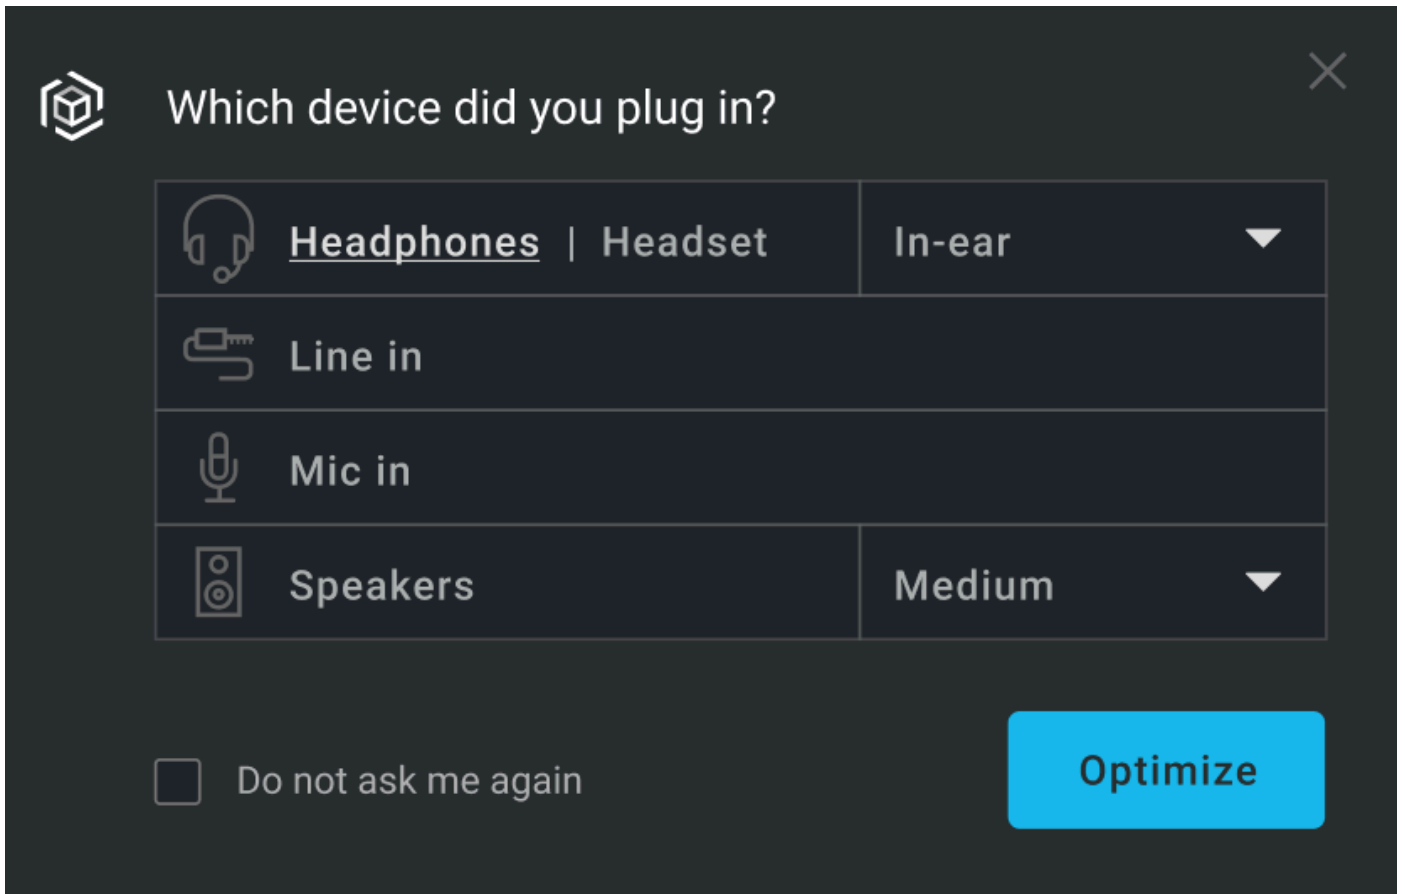 Which device did you plug in?
Headphones | Headset In-ear
Line in
Mic in
Speakers Medium
Do not ask me again
Optimize